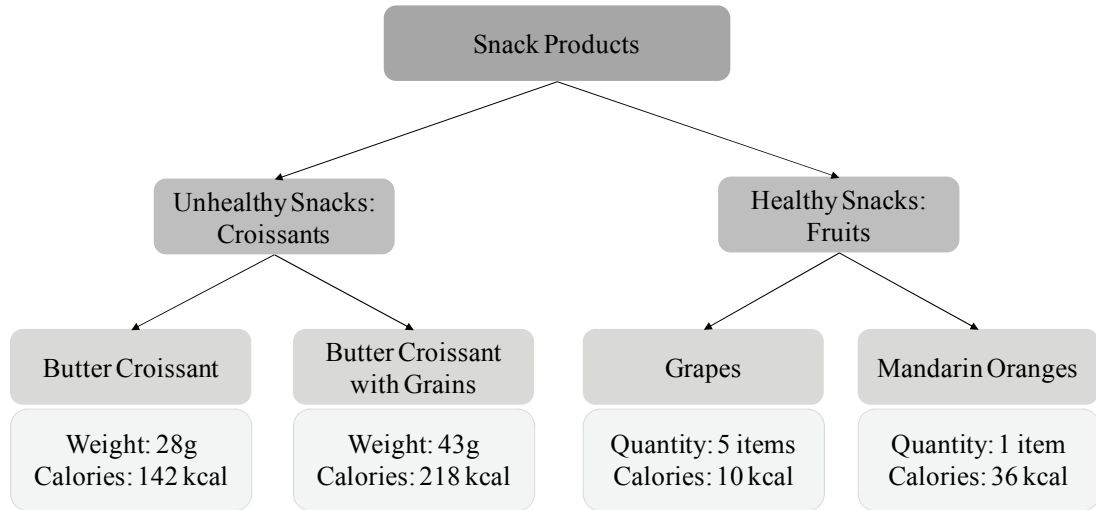 Snack Products
Unhealthy Snacks:
Croissants
Healthy Snacks:
Fruits
Butter Croissant
Butter Croissant
with Grains
Grapes
Mandarin Oranges
Weight: 28g
Calories: 142 kcal
Weight: 43g
Calories: 218 kcal
Quantity: 5 items
Calories: 10 kcal
Quantity: 1 item
Calories: 36 kcal